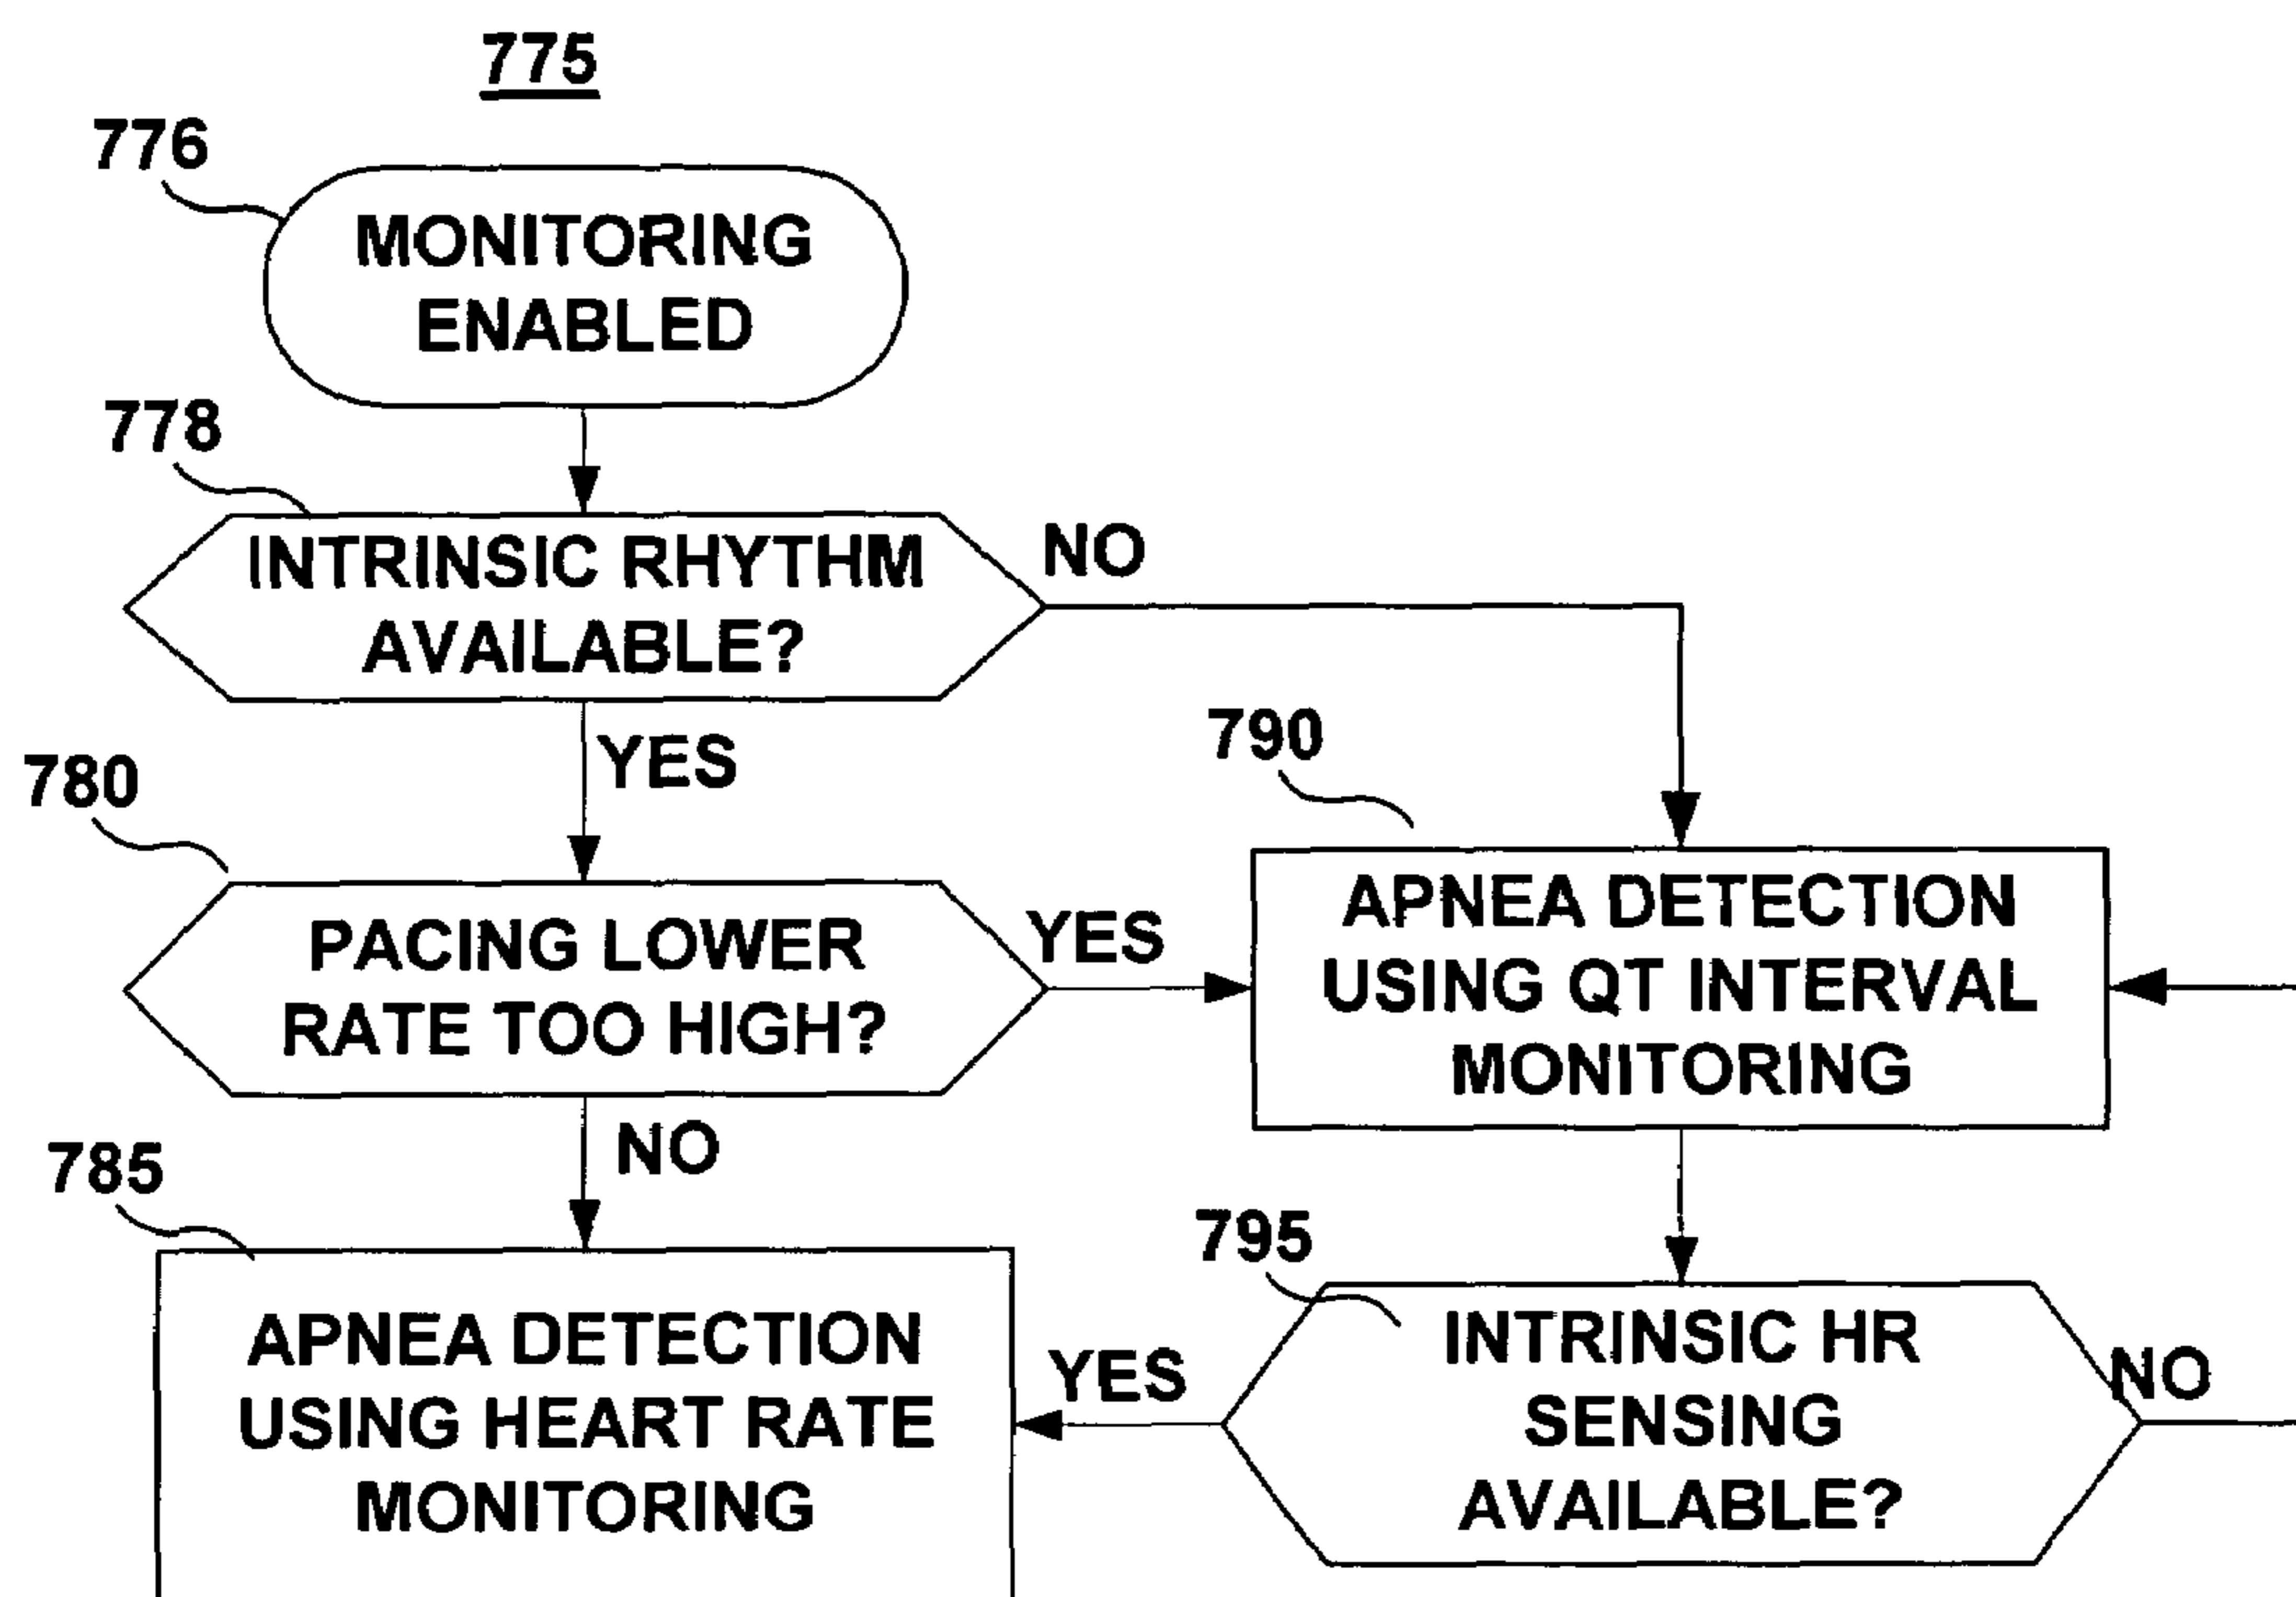 775
776
MONITORING
ENABLED
778
INTRINSIC RHYTHM
AVAILABLE?
NO
YES
780
PACING LOWER
RATE TOO HIGH?
YES
NO
790
APNEA DETECTION
USING QT INTERVAL
MONITORING
785
APNEA DETECTION
USING HEART RATE
MONITORING
795
INTRINSIC HR
SENSING
AVAILABLE?
YES
NO